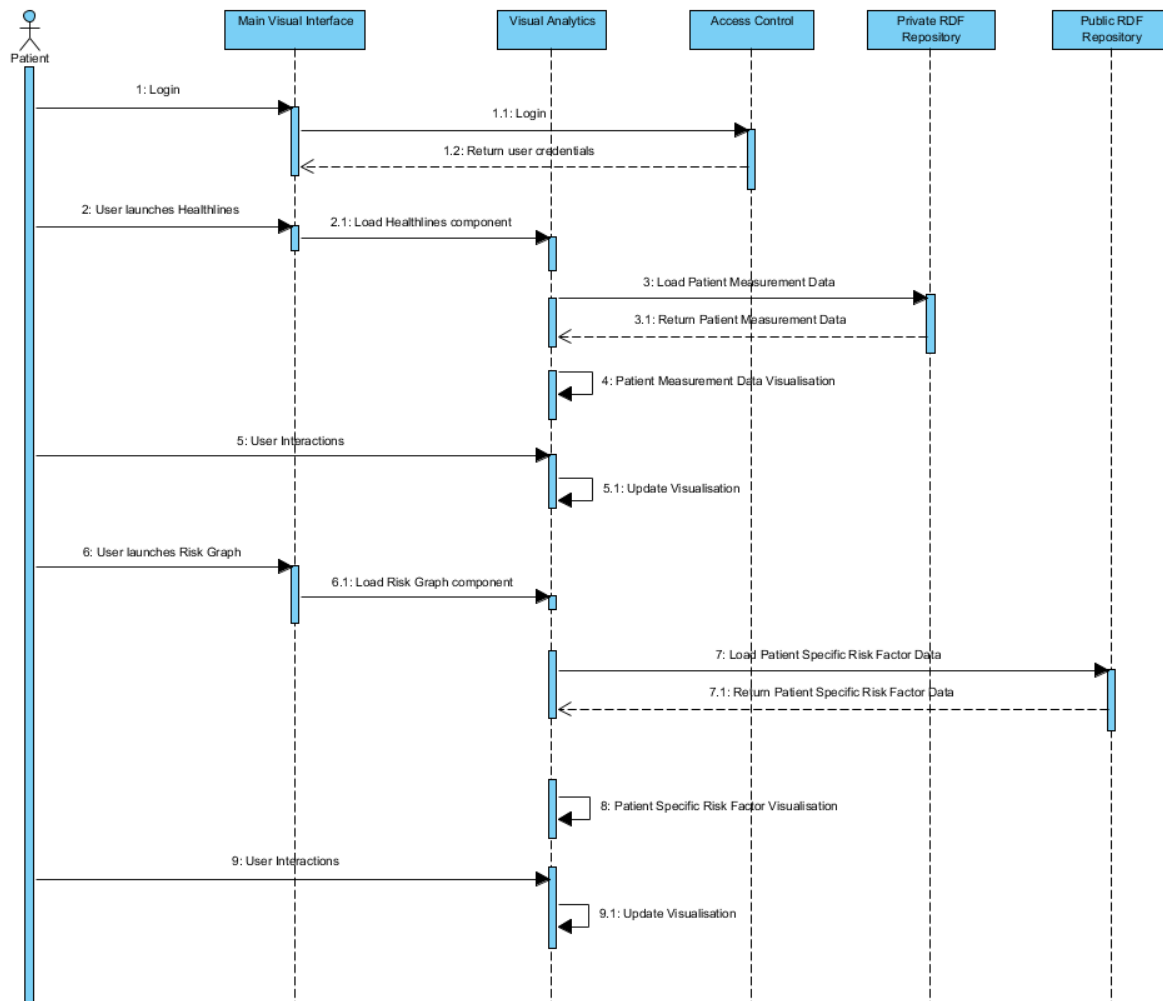 Main Visual Interface
Visual Analytics
Access Control
Private RDF
Repository
Public RDF
Repository
Patient
1: Login
1.1: Login
1.2: Return user credentials
2: User launches Healthlines
2.1: Load Healthlines component
3: Load Patient Measurement Data
3.1: Return Patient Measurement Data
4: Patient Measurement Data Visualisation
5: User Interactions
5.1: Update Visualisation
6: User launches Risk Graph
6.1: Load Risk Graph component
7: Load Patient Specific Risk Factor Data
7.1: Return Patient Specific Risk Factor Data
8: Patient Specific Risk Factor Visualisation
9: User Interactions
9.1: Update Visualisation